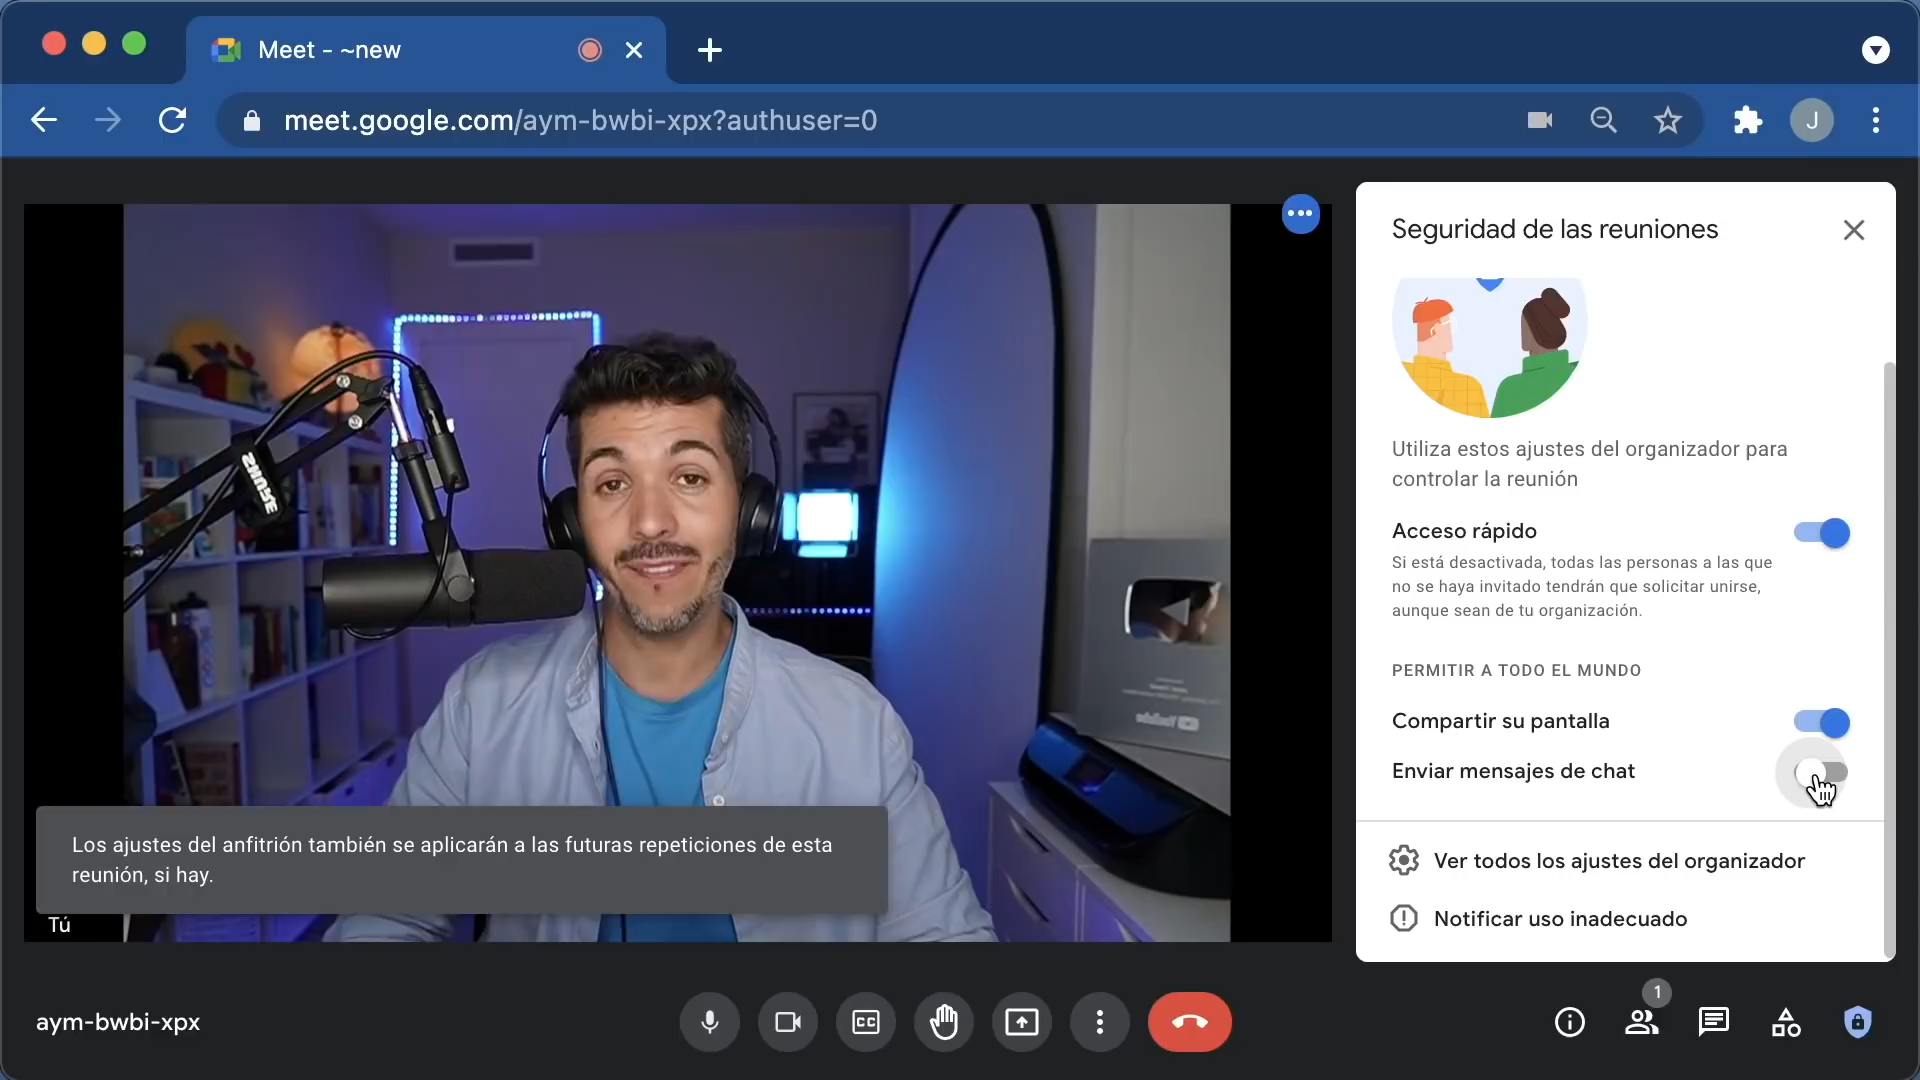 Meet - ~new
meet.google.com/aym-bwbi-xpx?authuser=0
J
Seguridad de las reuniones
Utiliza estos ajustes del organizador para
controlar la reunión
Acceso rápido
Si está desactivada, todas las personas a las que
no se haya invitado tendrán que solicitar unirse,
aunque sean de tu organización.
PERMITIR A TODO EL MUNDO
Compartir su pantalla
Enviar mensajes de chat
Ver todos los ajustes del organizador
Notificar uso inadecuado
SHURE
YouTube
Los ajustes del anfitrión también se aplicarán a las futuras repeticiones de esta
reunión, si hay.
Tú
aym-bwbi-xpx
CC
1